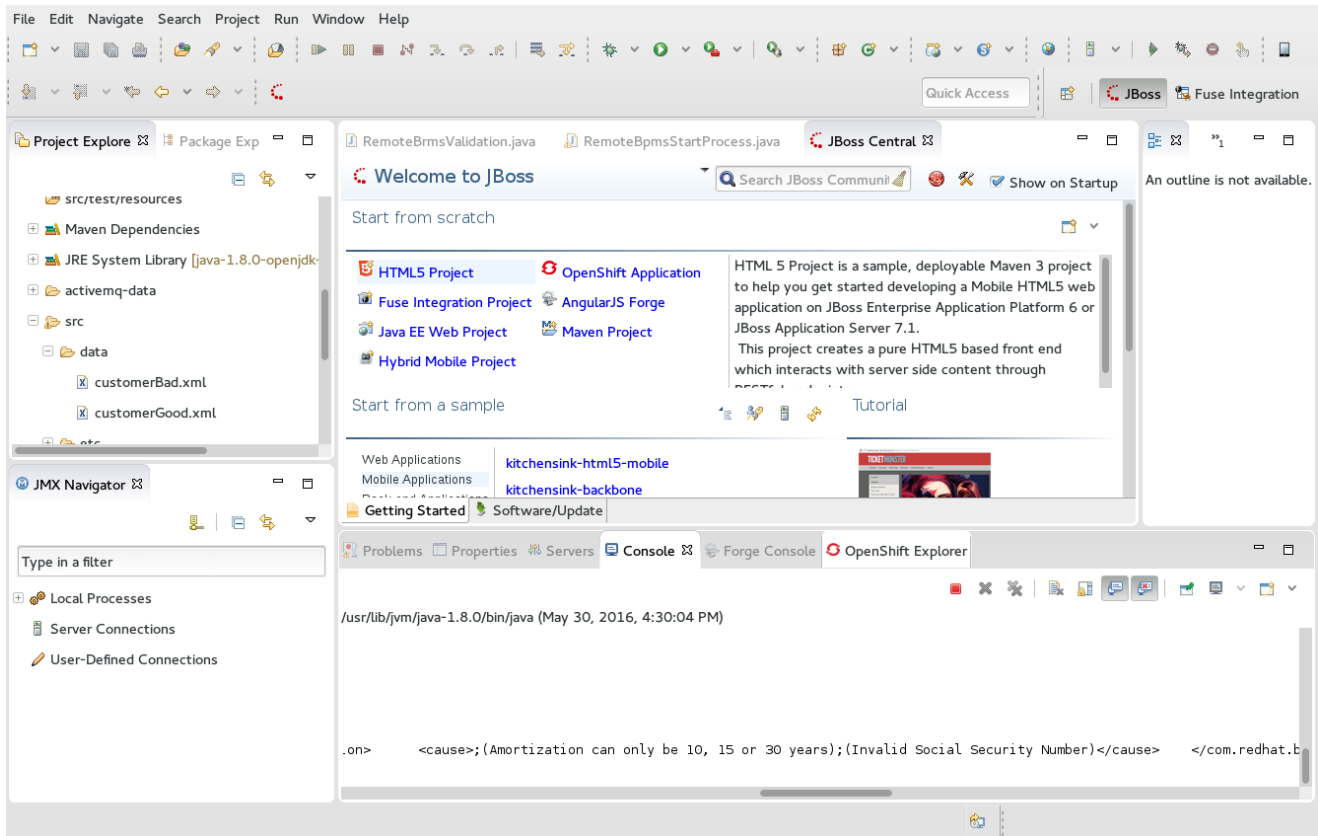 File Edit Navigate Search Project Run Window Help
Quick Access
JBoss
Fuse Integration
Project Explore
Package Exp
src/test/resources
Maven Dependencies
JRE System Library [java-1.8.0-openjdk-
activemq-data
src
data
customerBad.xml
customerGood.xml
etc
JMX Navigator
Type in a filter
Local Processes
Server Connections
User-Defined Connections
RemoteBrmsValidation.java
RemoteBpmsStartProcess.java
JBoss Central
Welcome to JBoss
Search JBoss Communit
Show on Startup
Start from scratch
HTML5 Project
OpenShift Application
Fuse Integration Project
AngularJS Forge
Java EE Web Project
Maven Project
Hybrid Mobile Project
HTML 5 Project is a sample, deployable Maven 3 project
to help you get started developing a Mobile HTML5 web
application on JBoss Enterprise Application Platform 6 or
JBoss Application Server 7.1.
This project creates a pure HTML5 based front end
which interacts with server side content through
Start from a sample
Tutorial
Web Applications
Mobile Applications
kitchensink-html5-mobile
kitchensink-backbone
TICKETMONSTER
Getting Started
Software/Update
»1
An outline is not available.
Problems
Properties
Servers
Console
Forge Console
OpenShift Explorer
/usr/lib/jvm/java-1.8.0/bin/java (May 30, 2016, 4:30:04 PM)
.on> <cause>;(Amortization can only be 10, 15 or 30 years);(Invalid Social Security Number)</cause> </com.redhat.b